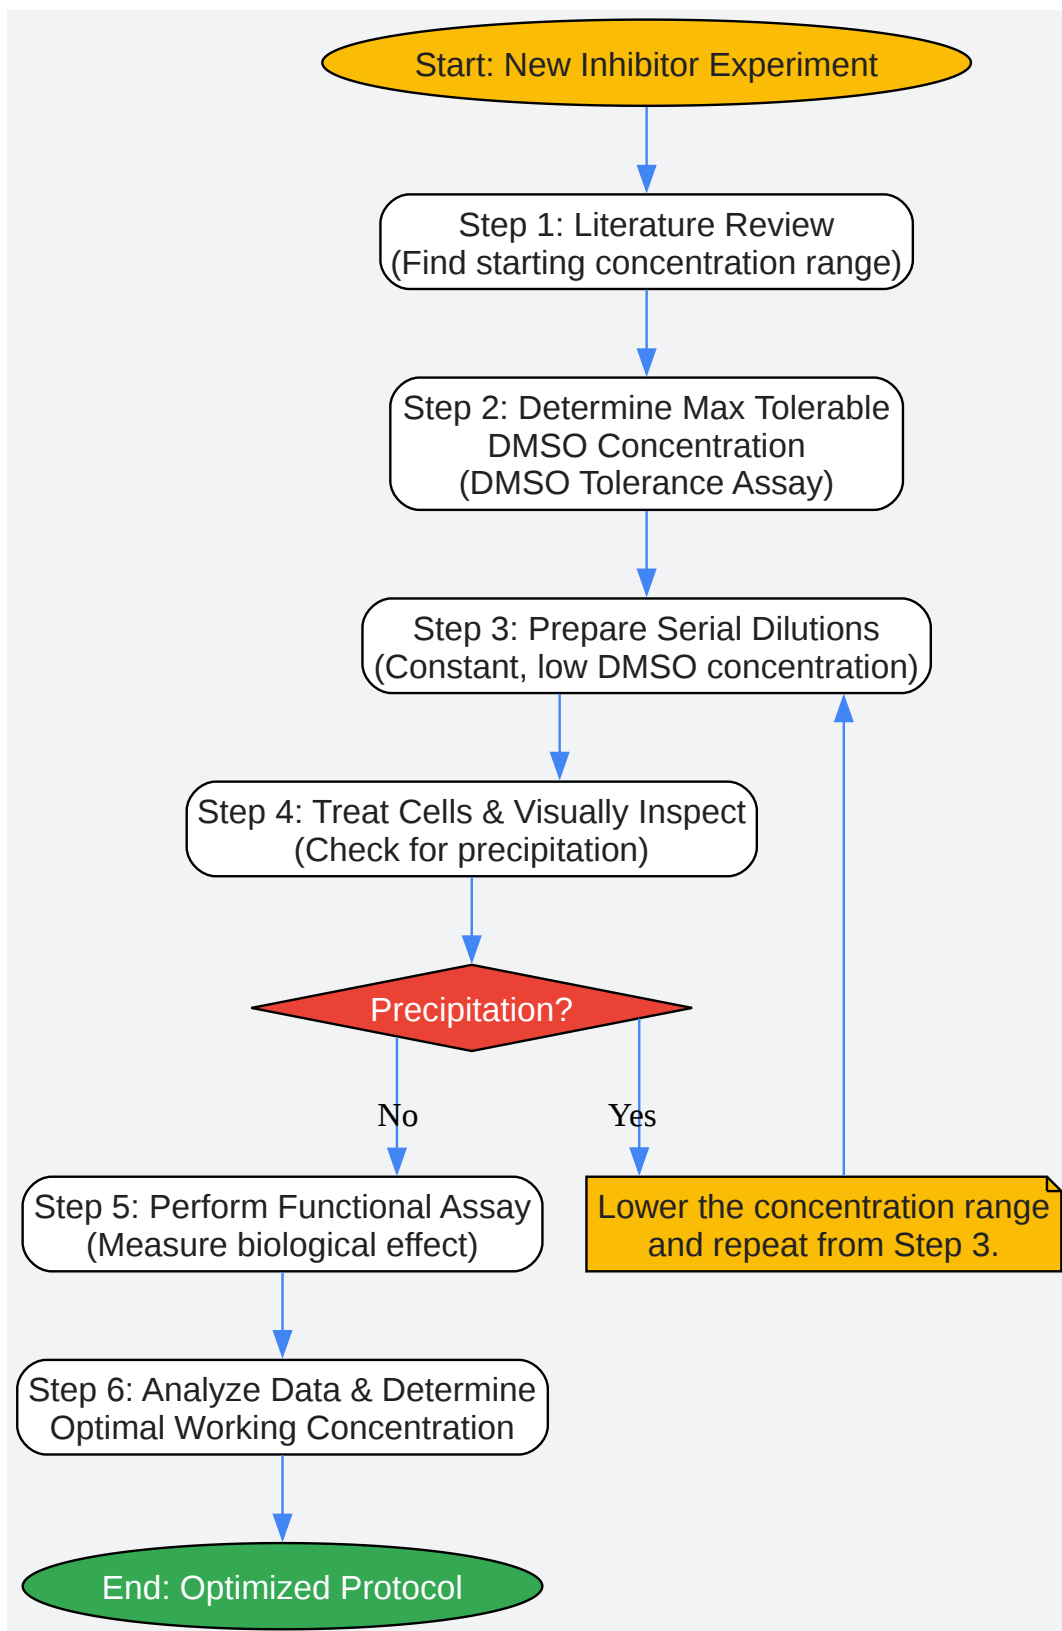 Start: New Inhibitor Experiment
Step 1: Literature Review
(Find starting concentration range)
Step 2: Determine Max Tolerable
DMSO Concentration
(DMSO Tolerance Assay)
Step 3: Prepare Serial Dilutions
(Constant, low DMSO concentration)
Step 4: Treat Cells & Visually Inspect
(Check for precipitation)
Precipitation?
No
Yes
Step 5: Perform Functional Assay
(Measure biological effect)
Lower the concentration range
and repeat from Step 3.
Step 6: Analyze Data & Determine
Optimal Working Concentration
End: Optimized Protocol